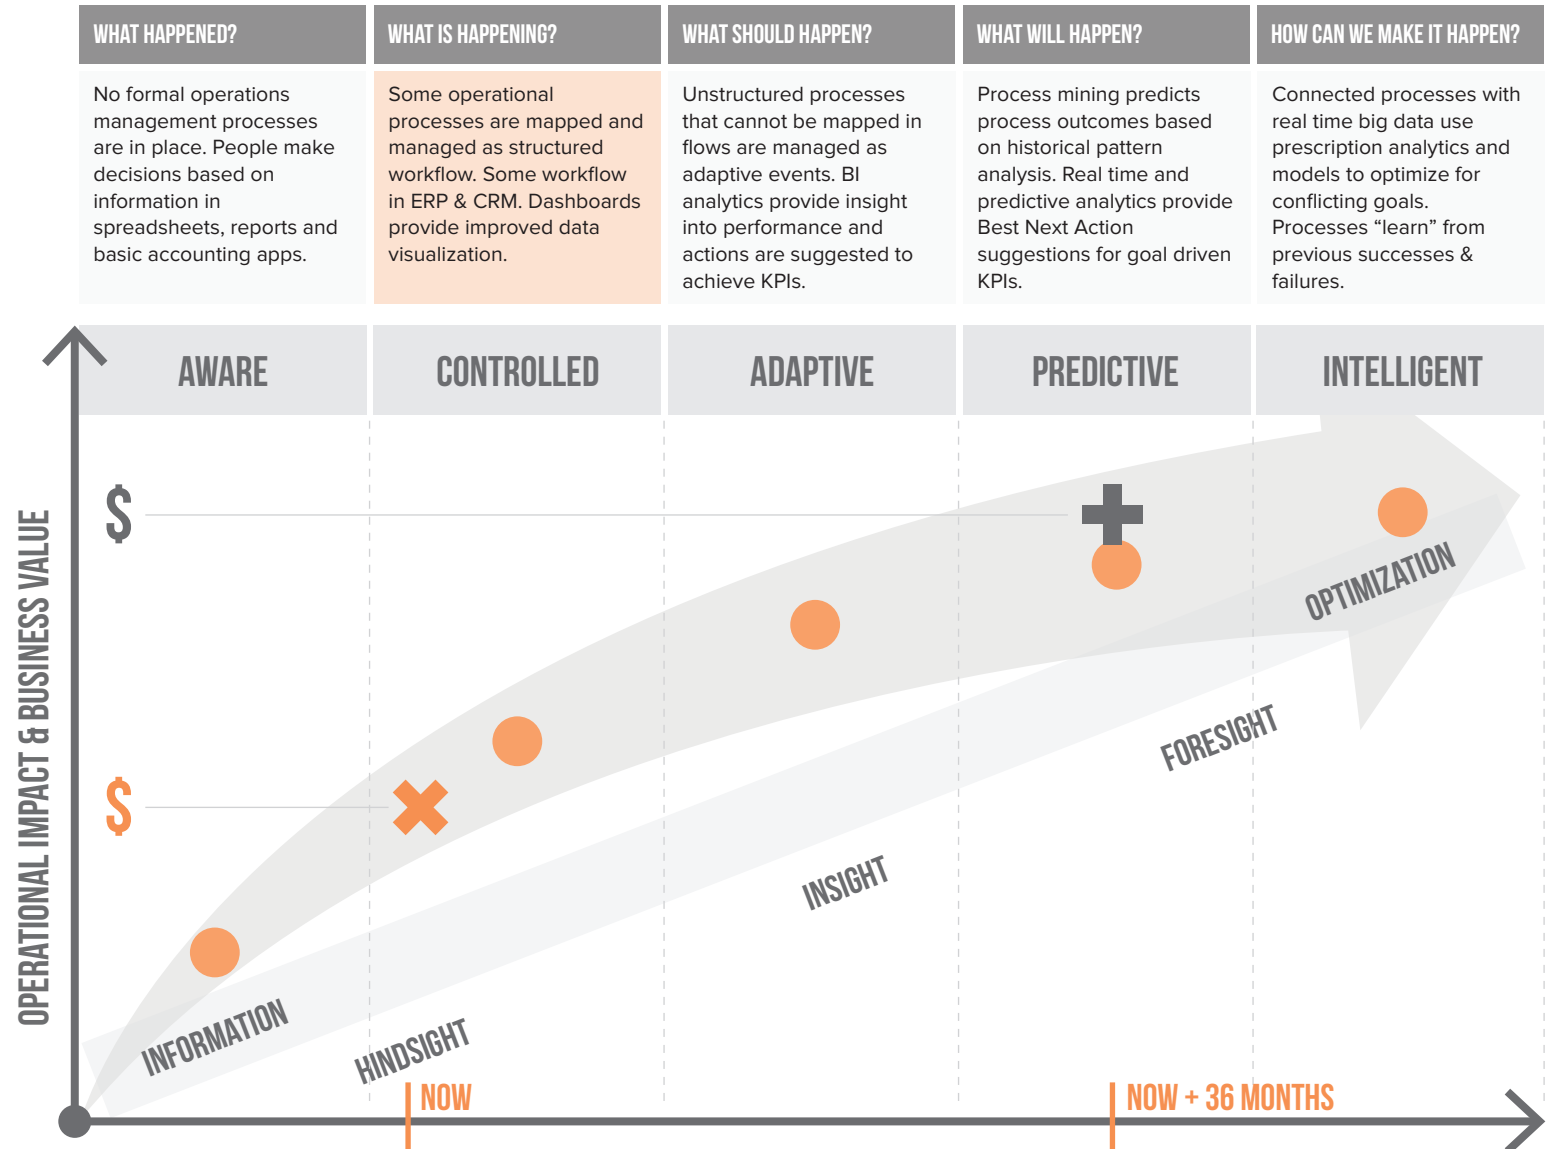 WHAT HAPPENED?
WHAT IS HAPPENING?
WHAT SHOULD HAPPEN?
WHAT WILL HAPPEN?
HOW CAN WE MAKE IT HAPPEN?
No formal operations
management processes
are in place. People make
decisions based on
information in
spreadsheets, reports and
basic accounting apps.
Some operational
processes are mapped and
managed as structured
workflow. Some workflow
in ERP & CRM. Dashboards
provide improved data
visualization.
Unstructured processes
that cannot be mapped in
flows are managed as
adaptive events. BI
analytics provide insight
into performance and
actions are suggested to
achieve KPIs.
Process mining predicts
process outcomes based
on historical pattern
analysis. Real time and
predictive analytics provide
Best Next Action
suggestions for goal driven
KPIs.
Connected processes with
real time big data use
prescription analytics and
models to optimize for
conflicting goals.
Processes “learn” from
previous successes &
failures.
AWARE
CONTROLLED
ADAPTIVE
PREDICTIVE
INTELLIGENT
OPERATIONAL IMPACT & BUSINESS VALUE
$
$
OPTIMIZATION
FORESIGHT
INSIGHT
INFORMATION
HINDSIGHT
NOW
NOW + 36 MONTHS